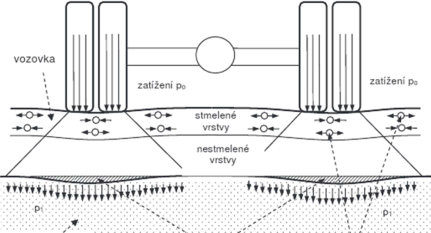 vozovka
zatížení p₀
zatížení p₀
stmelené
vrstvy
nestmelené
vrstvy
p₁
p₁